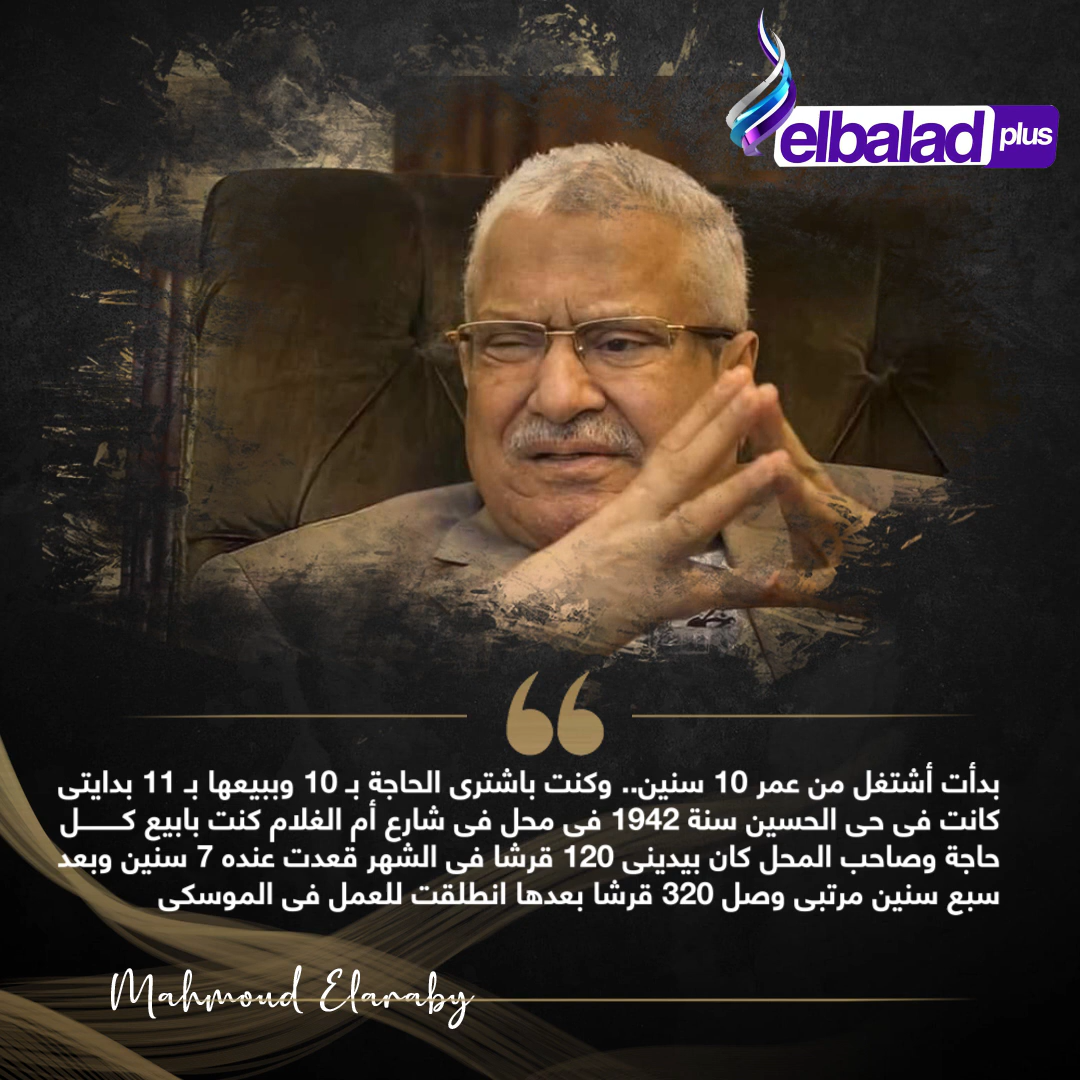 elbalad plus
بدأت أشتغل من عمر 10 سنين.. وكنت باشترى الحاجة بـ 10 وببيعها بـ 11 بدايتى
كانت فى حى الحسين سنة 1942 فى محل فى شارع أم الغلام كنت بابيع كـــــل
حاجة وصاحب المحل كان بيدينى 120 قرشا فى الشهر قعدت عنده 7 سنين وبعد
سبع سنين مرتبى وصل 320 قرشا بعدها انطلقت للعمل فى الموسكى
Mahmoud Elaraby